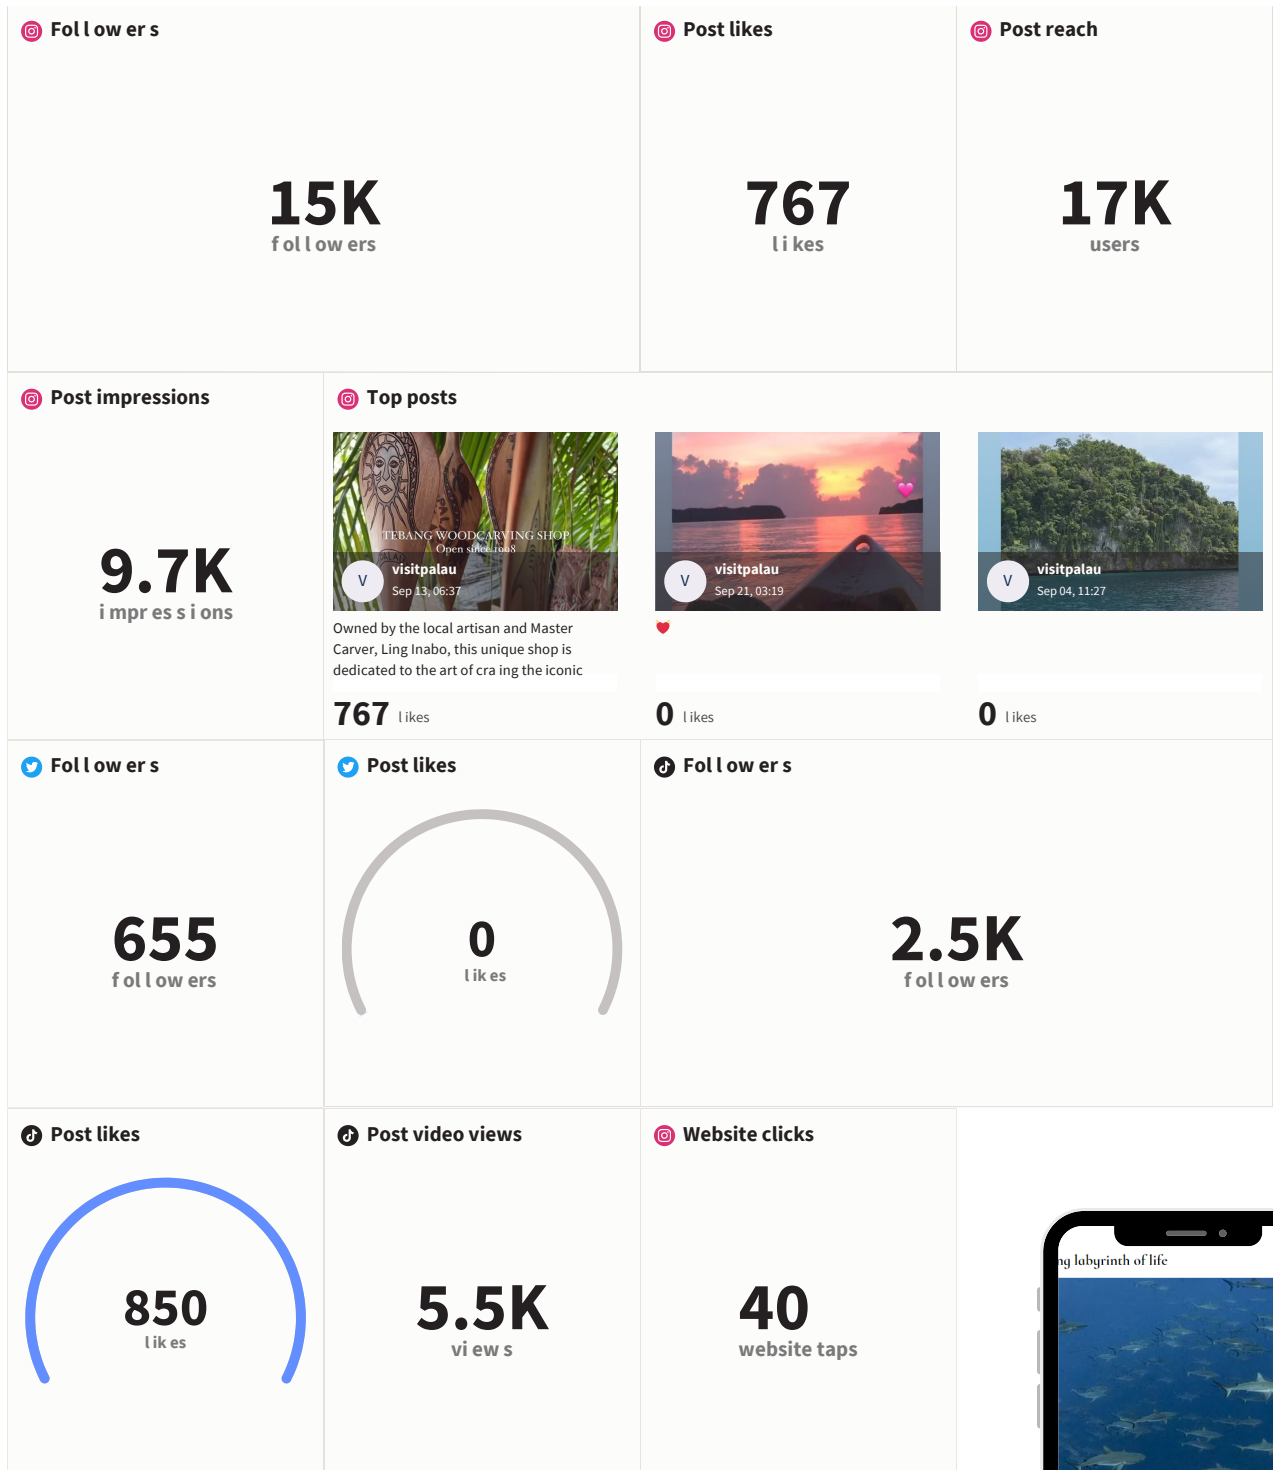 Followers
Post likes
Post reach
15K
followers
767
likes
17K
users
Post impressions
Top posts
9.7K
impressions
TEBANG WOODCARVING SHOP
Open since 1998
V
visitpalau
Sep 13, 06:37
V
visitpalau
Sep 21, 03:19
V
visitpalau
Sep 04, 11:27
Owned by the local artisan and Master
Carver, Ling Inabo, this unique shop is
dedicated to the art of cra ing the iconic
767 likes
0 likes
0 likes
Followers
Post likes
Followers
655
followers
0
likes
2.5K
followers
Post likes
Post video views
Website clicks
850
likes
5.5K
views
40
website taps
ng labyrinth of life